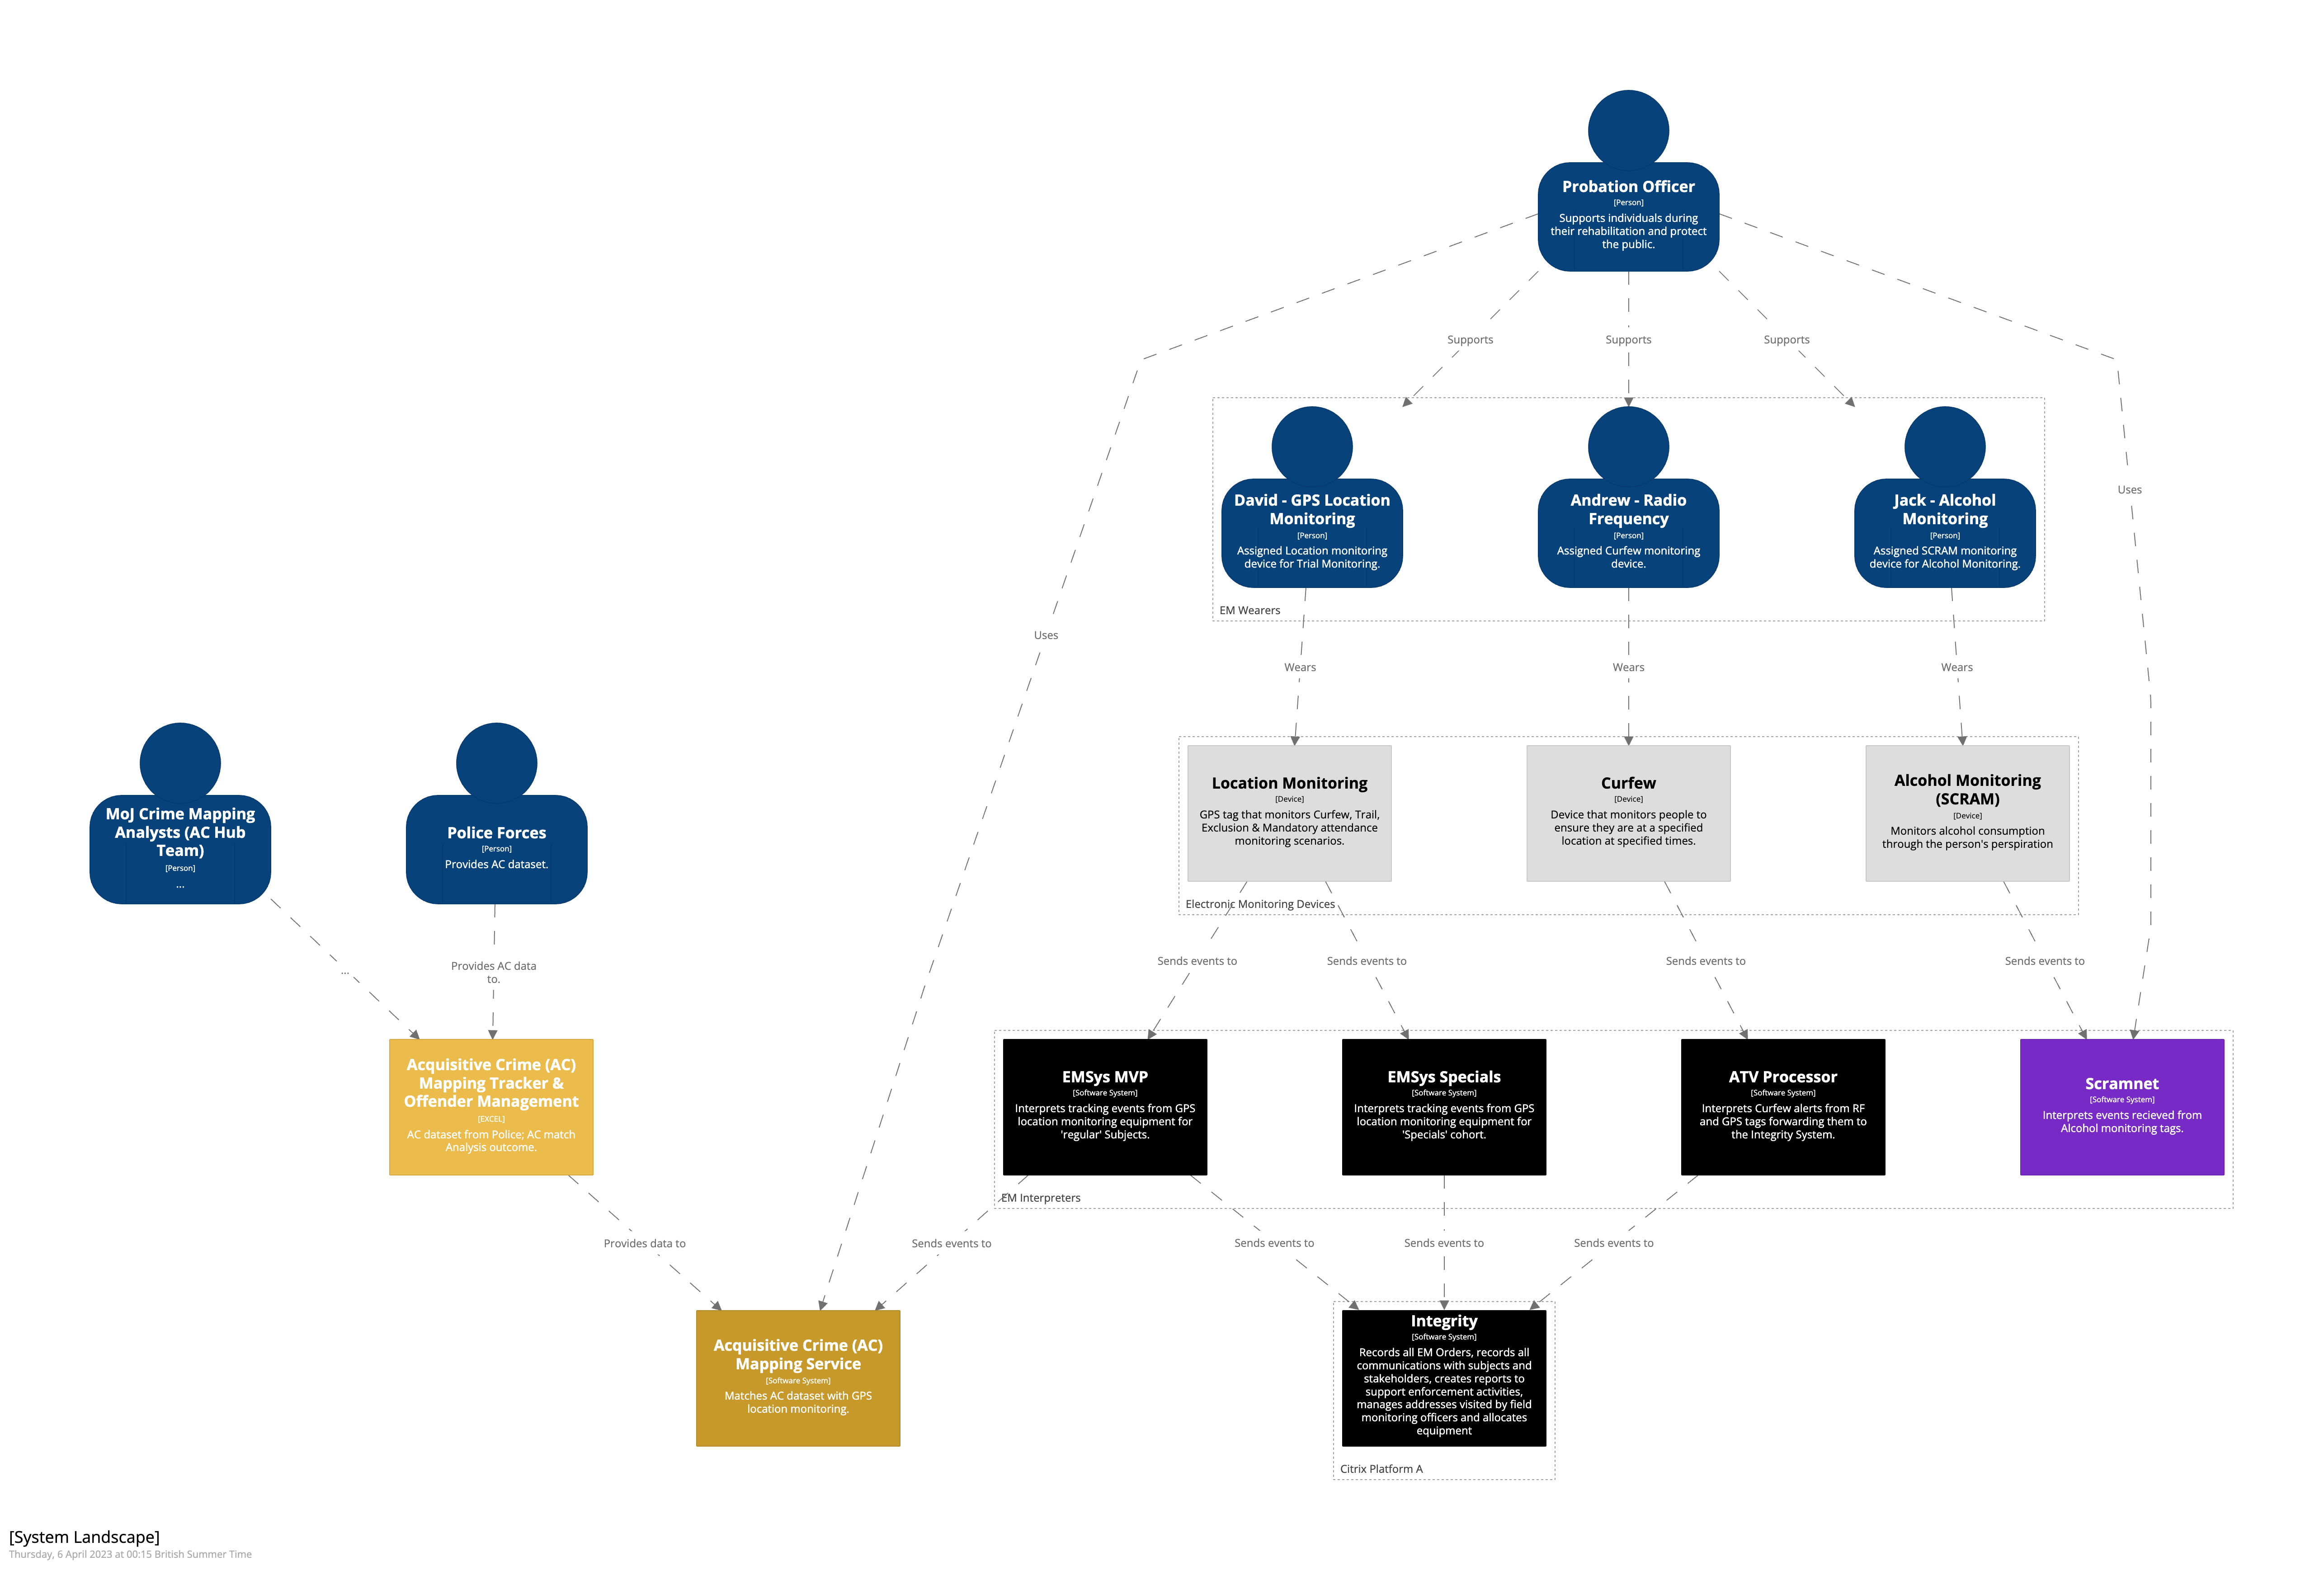 Probation Officer
[Person]
Supports individuals during
their rehabilitation and protect
the public.
Supports
Supports
Supports
Uses
Uses
David - GPS Location
Monitoring
[Person]
Assigned Location monitoring
device for Trial Monitoring.
Andrew - Radio
Frequency
[Person]
Assigned Curfew monitoring
device.
Jack - Alcohol
Monitoring
[Person]
Assigned SCRAM monitoring
device for Alcohol Monitoring.
EM Wearers
Wears
Wears
Wears
MoJ Crime Mapping
Analysts (AC Hub
Team)
[Person]
...
Police Forces
[Person]
Provides AC dataset.
Location Monitoring
[Device]
GPS tag that monitors Curfew, Trail,
Exclusion & Mandatory attendance
monitoring scenarios.
Curfew
[Device]
Device that monitors people to
ensure they are at a specified
location at specified times.
Alcohol Monitoring
(SCRAM)
[Device]
Monitors alcohol consumption
through the person's perspiration
Electronic Monitoring Devices
...
Provides AC data
to.
Sends events to
Sends events to
Sends events to
Sends events to
Acquisitive Crime (AC)
Mapping Tracker &
Offender Management
[EXCEL]
AC dataset from Police; AC match
Analysis outcome.
EMSys MVP
[Software System]
Interprets tracking events from GPS
location monitoring equipment for
'regular' Subjects.
EMSys Specials
[Software System]
Interprets tracking events from GPS
location monitoring equipment for
'Specials' cohort.
ATV Processor
[Software System]
Interprets Curfew alerts from RF
and GPS tags forwarding them to
the Integrity System.
Scramnet
[Software System]
Interprets events recieved from
Alcohol monitoring tags.
EM Interpreters
Provides data to
Sends events to
Sends events to
Sends events to
Sends events to
Acquisitive Crime (AC)
Mapping Service
[Software System]
Matches AC dataset with GPS
location monitoring.
Integrity
[Software System]
Records all EM Orders, records all
communications with subjects and
stakeholders, creates reports to
support enforcement activities,
manages addresses visited by field
monitoring officers and allocates
equipment
Citrix Platform A
[System Landscape]
Thursday, 6 April 2023 at 00:15 British Summer Time